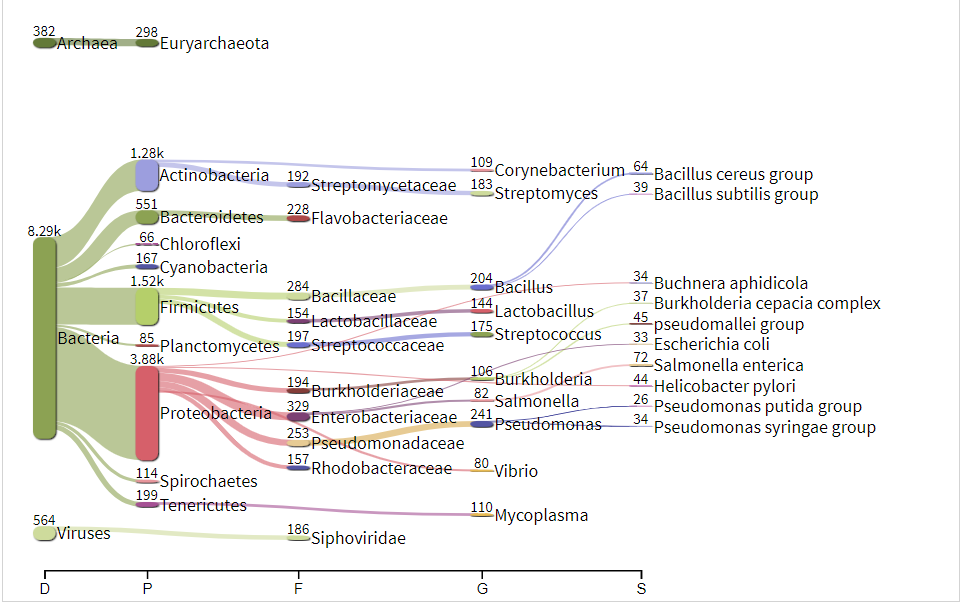 382
Archaea
298
Euryarchaeota
1.28k
Actinobacteria
109
Corynebacterium
64
Bacillus cereus group
192
Streptomycetaceae
183
Streptomyces
39
Bacillus subtilis group
551
Bacteroidetes
228
Flavobacteriaceae
8.29k
Bacteria
66
Chloroflexi
167
Cyanobacteria
1.52k
Firmicutes
284
Bacillaceae
204
Bacillus
34
Buchnera aphidicola
154
Lactobacillaceae
144
Lactobacillus
37
Burkholderia cepacia complex
197
Streptococcaceae
175
Streptococcus
45
pseudomallei group
85
Planctomycetes
33
Escherichia coli
3.88k
Proteobacteria
72
Salmonella enterica
194
Burkholderiaceae
106
Burkholderia
44
Helicobacter pylori
329
Enterobacteriaceae
82
Salmonella
26
Pseudomonas putida group
253
Pseudomonadaceae
241
Pseudomonas
34
Pseudomonas syringae group
157
Rhodobacteraceae
80
Vibrio
114
Spirochaetes
199
Tenericutes
110
Mycoplasma
564
Viruses
186
Siphoviridae
D P F G S